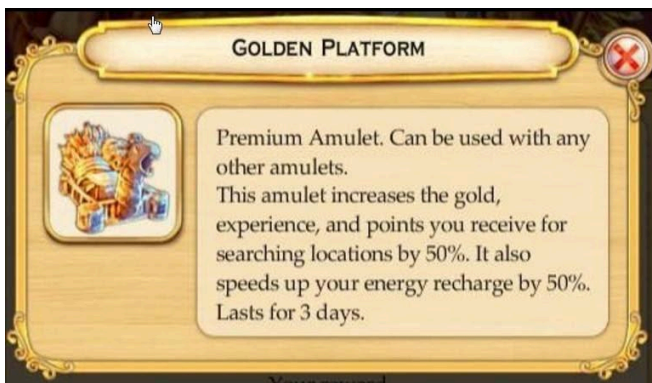 GOLDEN PLATFORM
Premium Amulet. Can be used with any
other amulets.
This amulet increases the gold,
experience, and points you receive for
searching locations by 50%. It also
speeds up your energy recharge by 50%.
Lasts for 3 days.